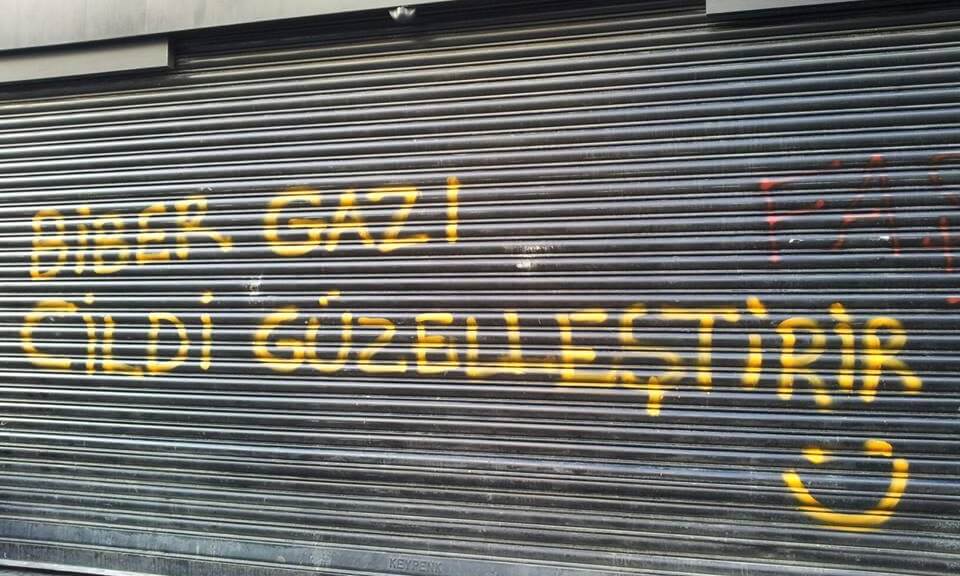 BİBER GAZI
CİLDİ GÜZELLEŞTİRİR
KEYPENK